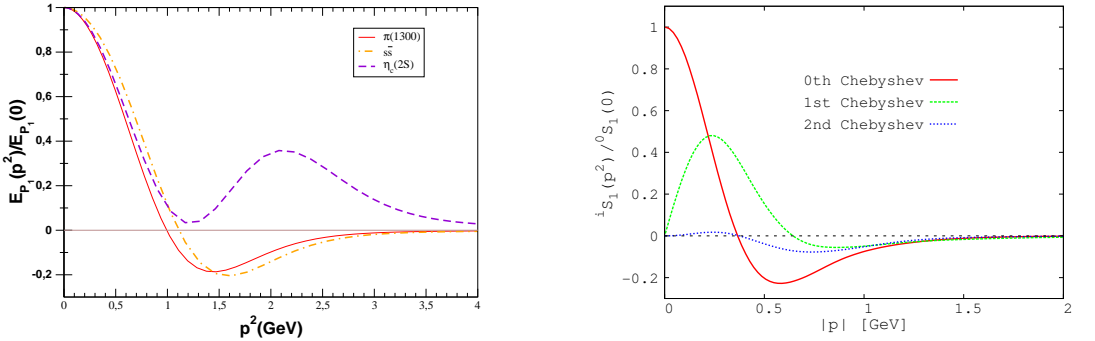 E_{P_1}(p^2)/E_{P_1}(0)
1
0,8
0,6
0,4
0,2
0
-0,2
0
0,5
1
1,5
2
2,5
3
3,5
4
p^2(GeV)
π(1300)
ss̄
η_c(2S)
^iS_1(p^2)/^0S_1(0)
1
0.8
0.6
0.4
0.2
0
-0.2
0
0.5
1
1.5
2
|p| [GeV]
0th Chebyshev
1st Chebyshev
2nd Chebyshev